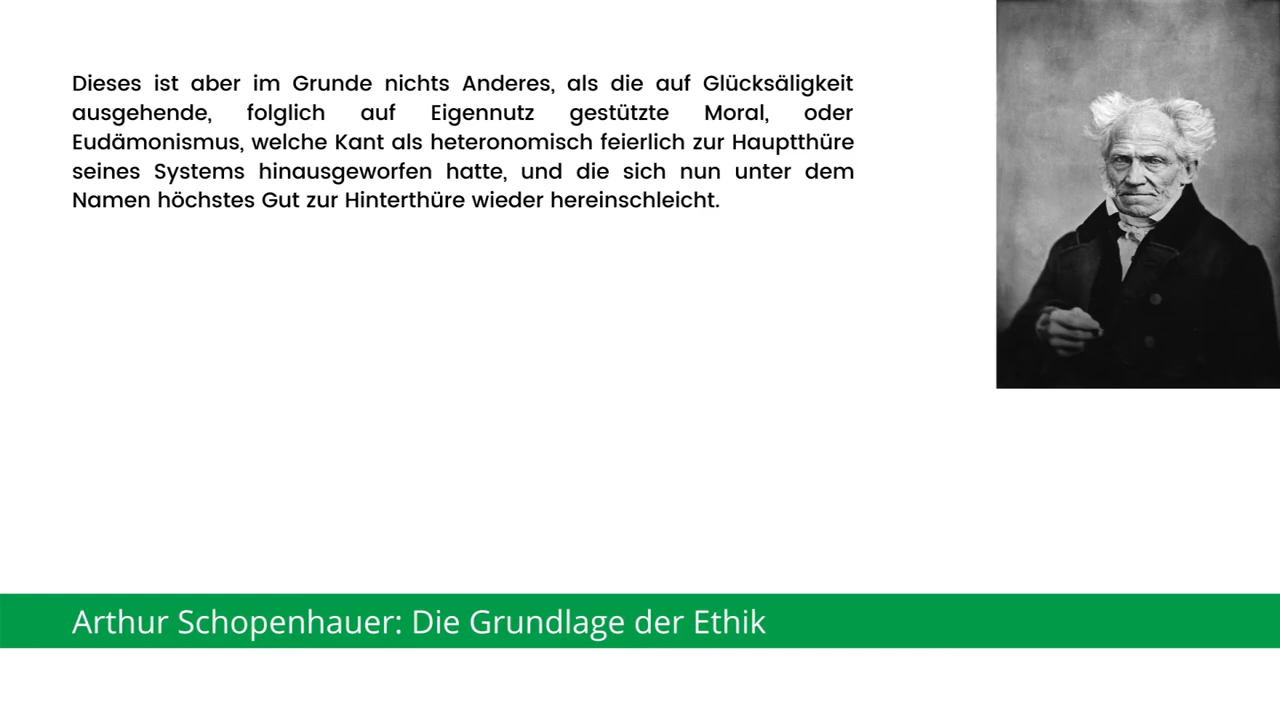 Dieses ist aber im Grunde nichts Anderes, als die auf Glücksäligkeit
ausgehende, folglich auf Eigennutz gestützte Moral, oder
Eudämonismus, welche Kant als heteronomisch feierlich zur Hauptthüre
seines Systems hinausgeworfen hatte, und die sich nun unter dem
Namen höchstes Gut zur Hinterthüre wieder hereinschleicht.
Arthur Schopenhauer: Die Grundlage der Ethik